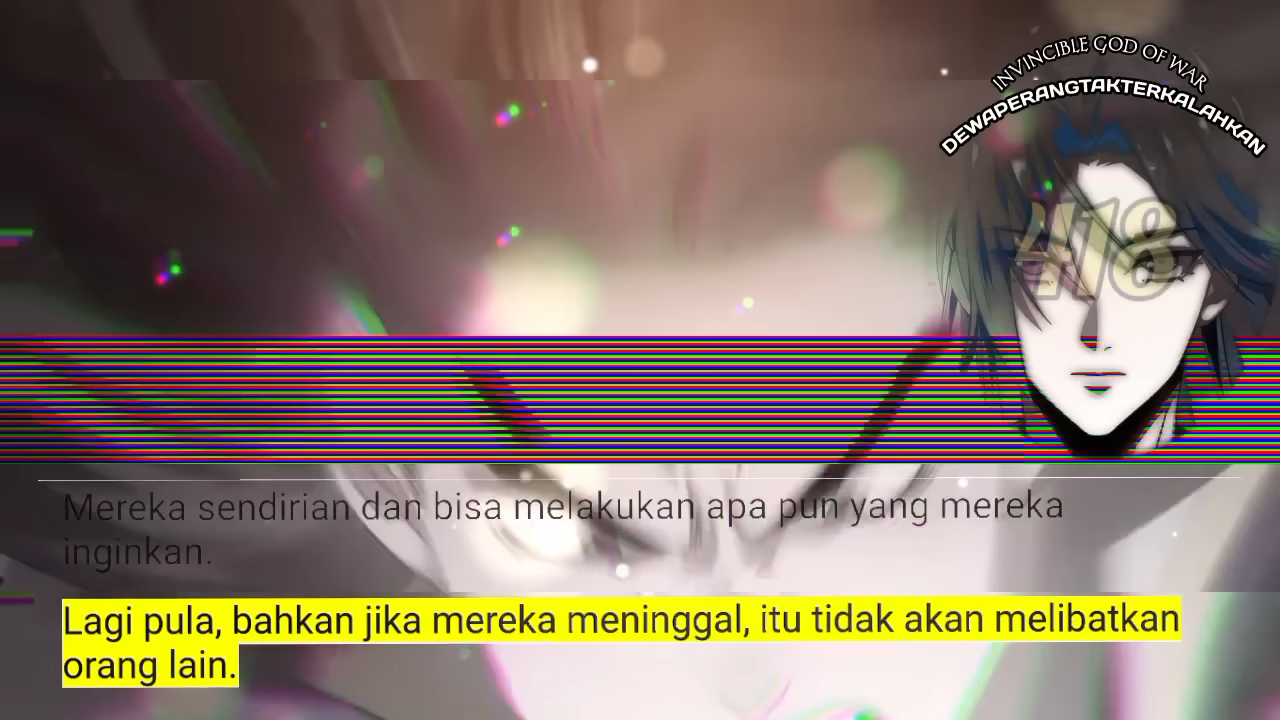 INVINCIBLE GOD OF WAR
DEWAPERANGTAKTERKALAHKAN
418
Mereka sendirian dan bisa melakukan apa pun yang mereka
inginkan.
Lagi pula, bahkan jika mereka meninggal, itu tidak akan melibatkan
orang lain.